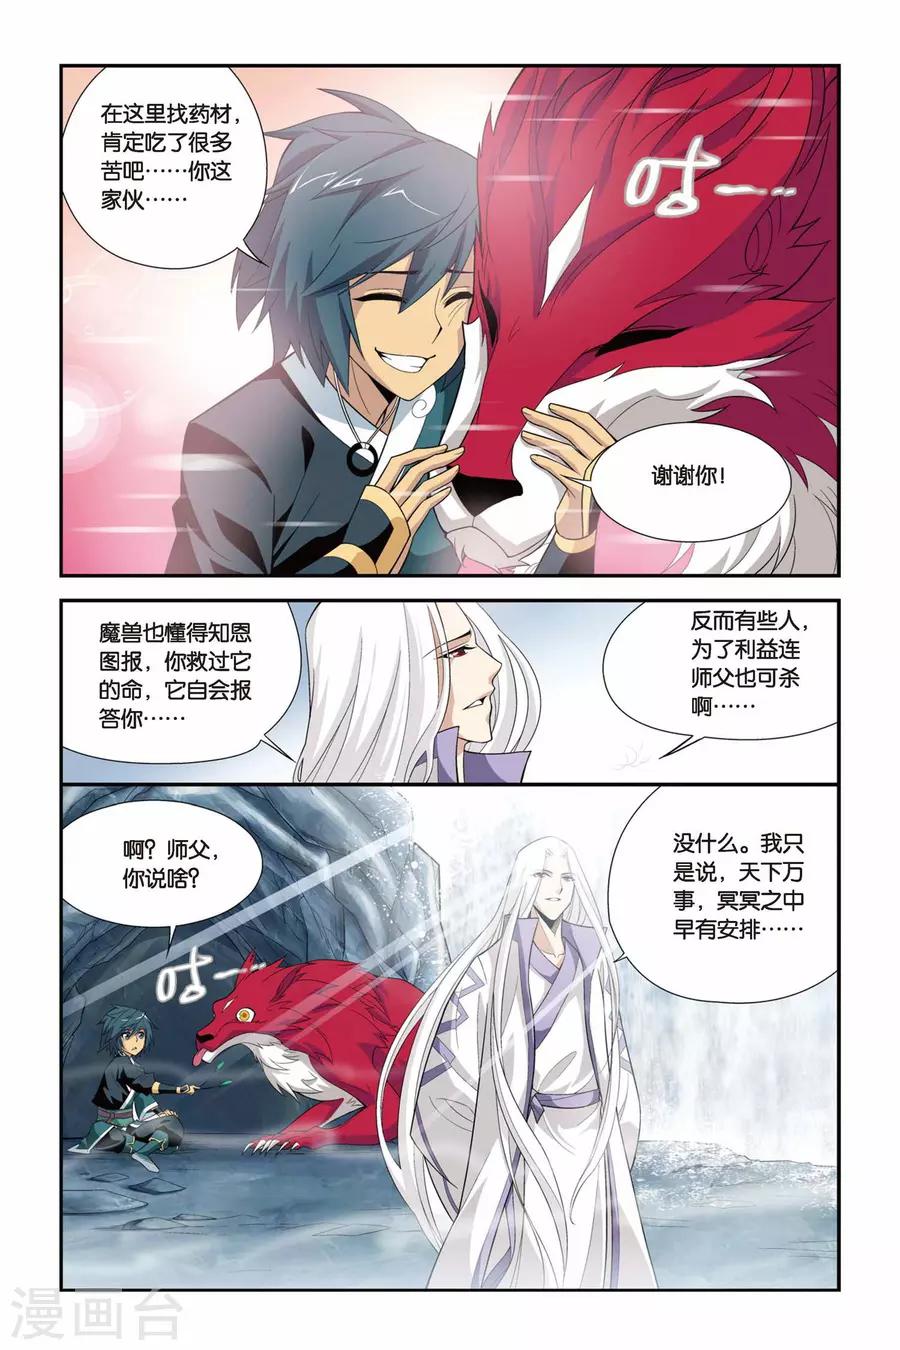 在这里找药材，
肯定吃了很多
苦吧……你这
家伙……
咕——…
谢谢你！
魔兽也懂得知恩
图报，你救过它
的命，它自会报
答你……
反而有些人，
为了利益连
师父也可杀
啊……
啊？师父，
你说啥？
咕——…
没什么。我只
是说，天下万
事，冥冥之中
早有安排……
漫画台